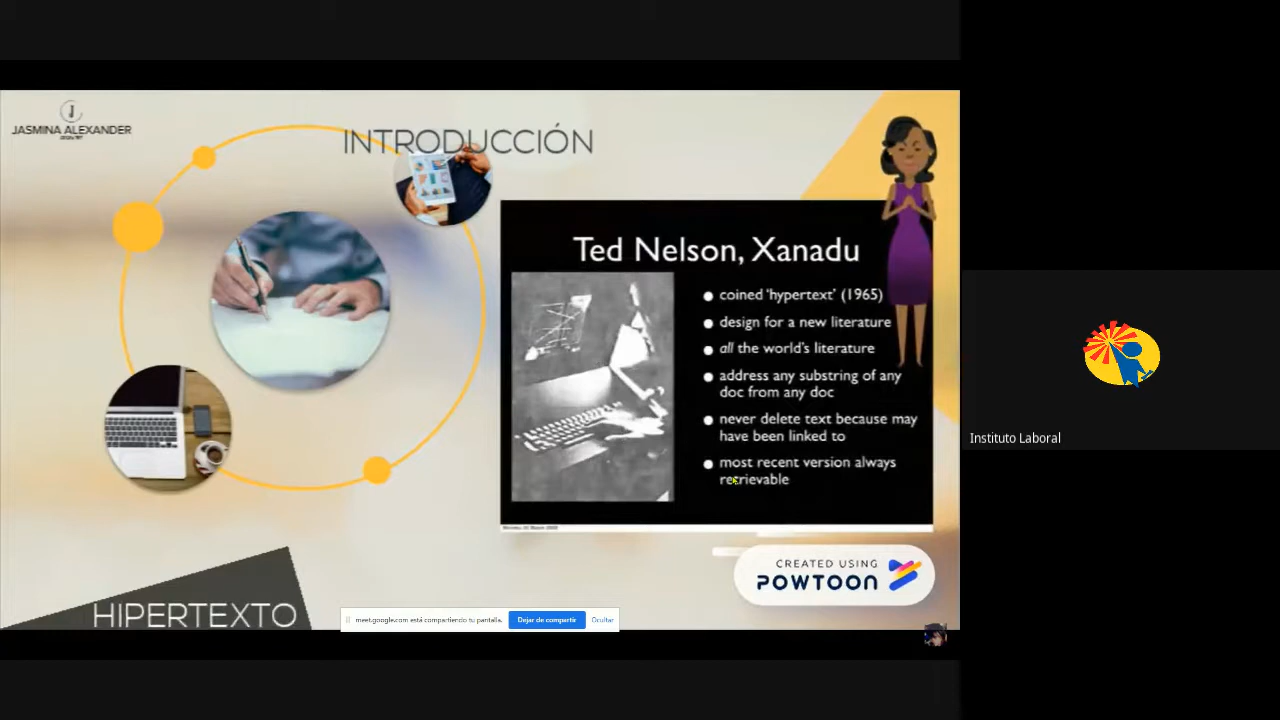 JASMINA ALEXANDER
INTRODUCCIÓN
Ted Nelson, Xanadu
coined 'hypertext' (1965)
design for a new literature
all the world's literature
address any substring of any
doc from any doc
never delete text because may
have been linked to
most recent version always
retrievable
Instituto Laboral
CREATED USING
POWTOON
HIPERTEXTO
meet.google.com está compartiendo tu pantalla.
Dejar de compartir
Ocultar